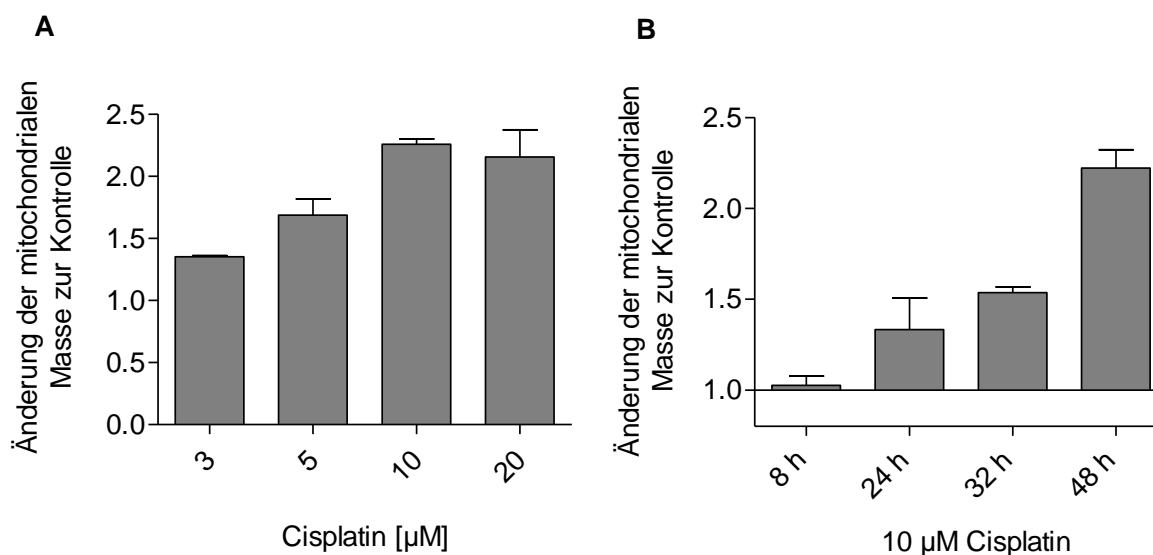 A
Änderung der mitochondrialen
Masse zur Kontrolle
2.5
2.0
1.5
1.0
0.5
0.0
3
5
10
20
Cisplatin [µM]
B
Änderung der mitochondrialen
Masse zur Kontrolle
2.5
2.0
1.5
1.0
8 h
24 h
32 h
48 h
10 µM Cisplatin